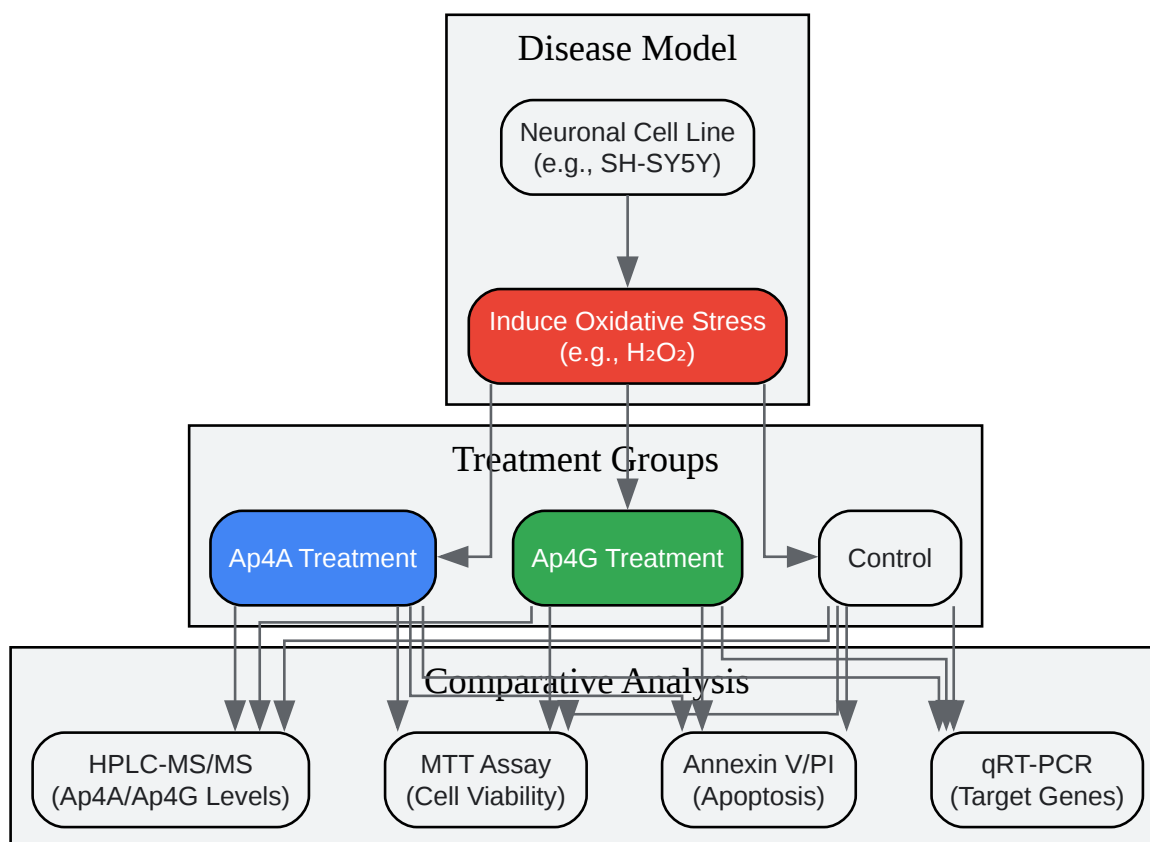 Disease Model
Neuronal Cell Line
(e.g., SH-SY5Y)
Induce Oxidative Stress
(e.g., H₂O₂)
Treatment Groups
Ap4A Treatment
Ap4G Treatment
Control
Comparative Analysis
HPLC-MS/MS
(Ap4A/Ap4G Levels)
MTT Assay
(Cell Viability)
Annexin V/PI
(Apoptosis)
qRT-PCR
(Target Genes)